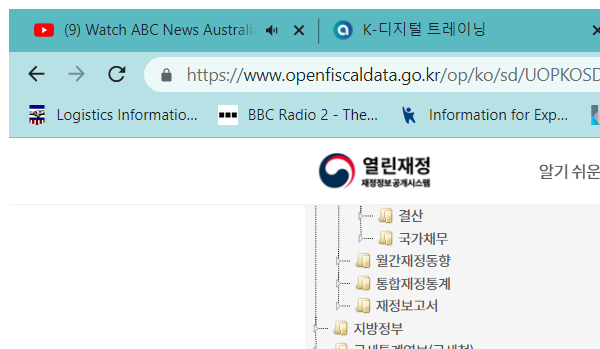 (9) Watch ABC News Australia
K-디지털 트레이닝
https://www.openfiscaldata.go.kr/op/ko/sd/UOPKOSD
Logistics Informatio...
BBC Radio 2 - The...
Information for Exp...
열린재정
재정정보공개시스템
알기 쉬운
결산
국가채무
월간재정동향
통합재정통계
재정보고서
지방정부